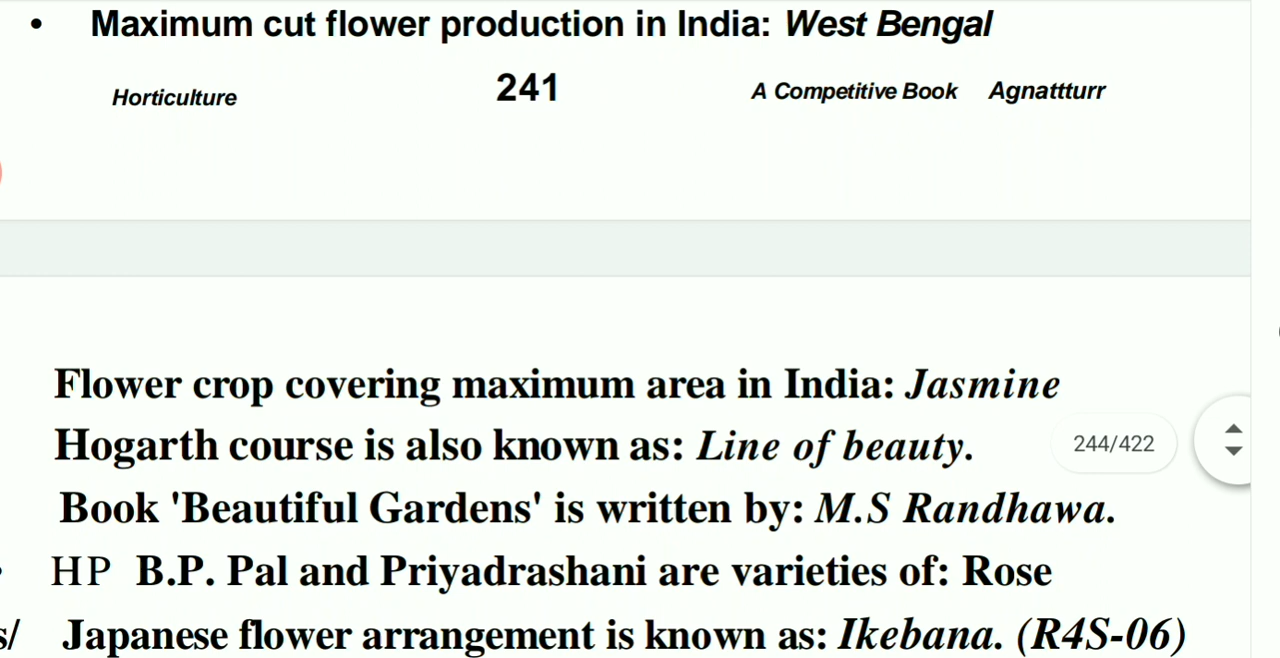 • Maximum cut flower production in India: West Bengal
Horticulture 241 A Competitive Book Agnattturr
Flower crop covering maximum area in India: Jasmine
Hogarth course is also known as: Line of beauty.
244/422
Book 'Beautiful Gardens' is written by: M.S Randhawa.
HP B.P. Pal and Priyadrashani are varieties of: Rose
s/ Japanese flower arrangement is known as: Ikebana. (R4S-06)